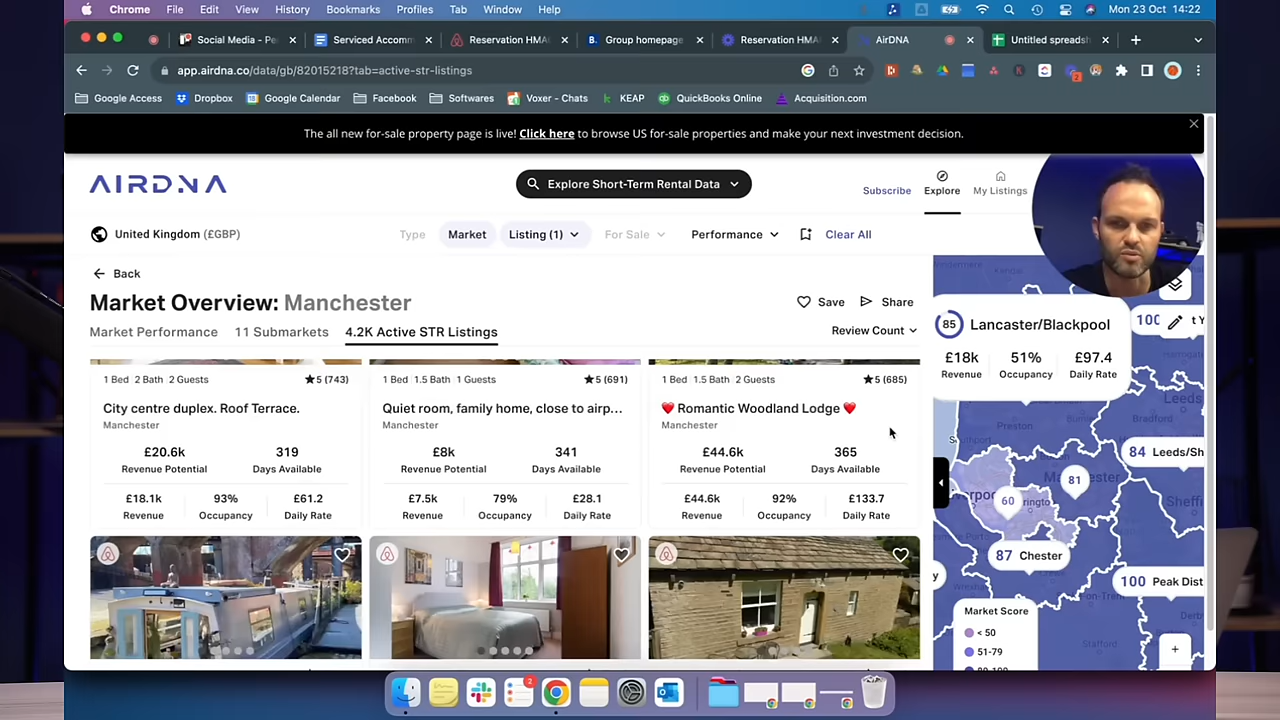 Chrome File Edit View History Bookmarks Profiles Tab Window Help
Mon 23 Oct 14:22
Social Media - Pe
Serviced Accomm
Reservation HMA
Group homepage
Reservation HMA
AirDNA
Untitled spreadsh
app.airdna.co/data/gb/82015218?tab=active-str-listings
Google Access Dropbox Google Calendar Facebook Softwares Voxer - Chats KEAP QuickBooks Online Acquisition.com
The all new for-sale property page is live! Click here to browse US for-sale properties and make your next investment decision.
AIRDNA
Explore Short-Term Rental Data
Subscribe
Explore
My Listings
United Kingdom (£GBP)
Type Market Listing (1) For Sale Performance Clear All
Back
Market Overview: Manchester
Save Share
Market Performance 11 Submarkets 4.2K Active STR Listings
Review Count
1 Bed 2 Bath 2 Guests 5 (743)
City centre duplex. Roof Terrace.
Manchester
£20.6k 319
Revenue Potential Days Available
£18.1k 93% £61.2
Revenue Occupancy Daily Rate
1 Bed 1.5 Bath 1 Guests 5 (691)
Quiet room, family home, close to airp...
Manchester
£8k 341
Revenue Potential Days Available
£7.5k 79% £28.1
Revenue Occupancy Daily Rate
1 Bed 1.5 Bath 2 Guests 5 (685)
Romantic Woodland Lodge
Manchester
£44.6k 365
Revenue Potential Days Available
£44.6k 92% £133.7
Revenue Occupancy Daily Rate
85 Lancaster/Blackpool
£18k 51% £97.4
Revenue Occupancy Daily Rate
Preston
Leeds
84 Leeds/Sh
81
60
87 Chester
100 Peak Dist
Stafford
Market Score
< 50
51-79
2